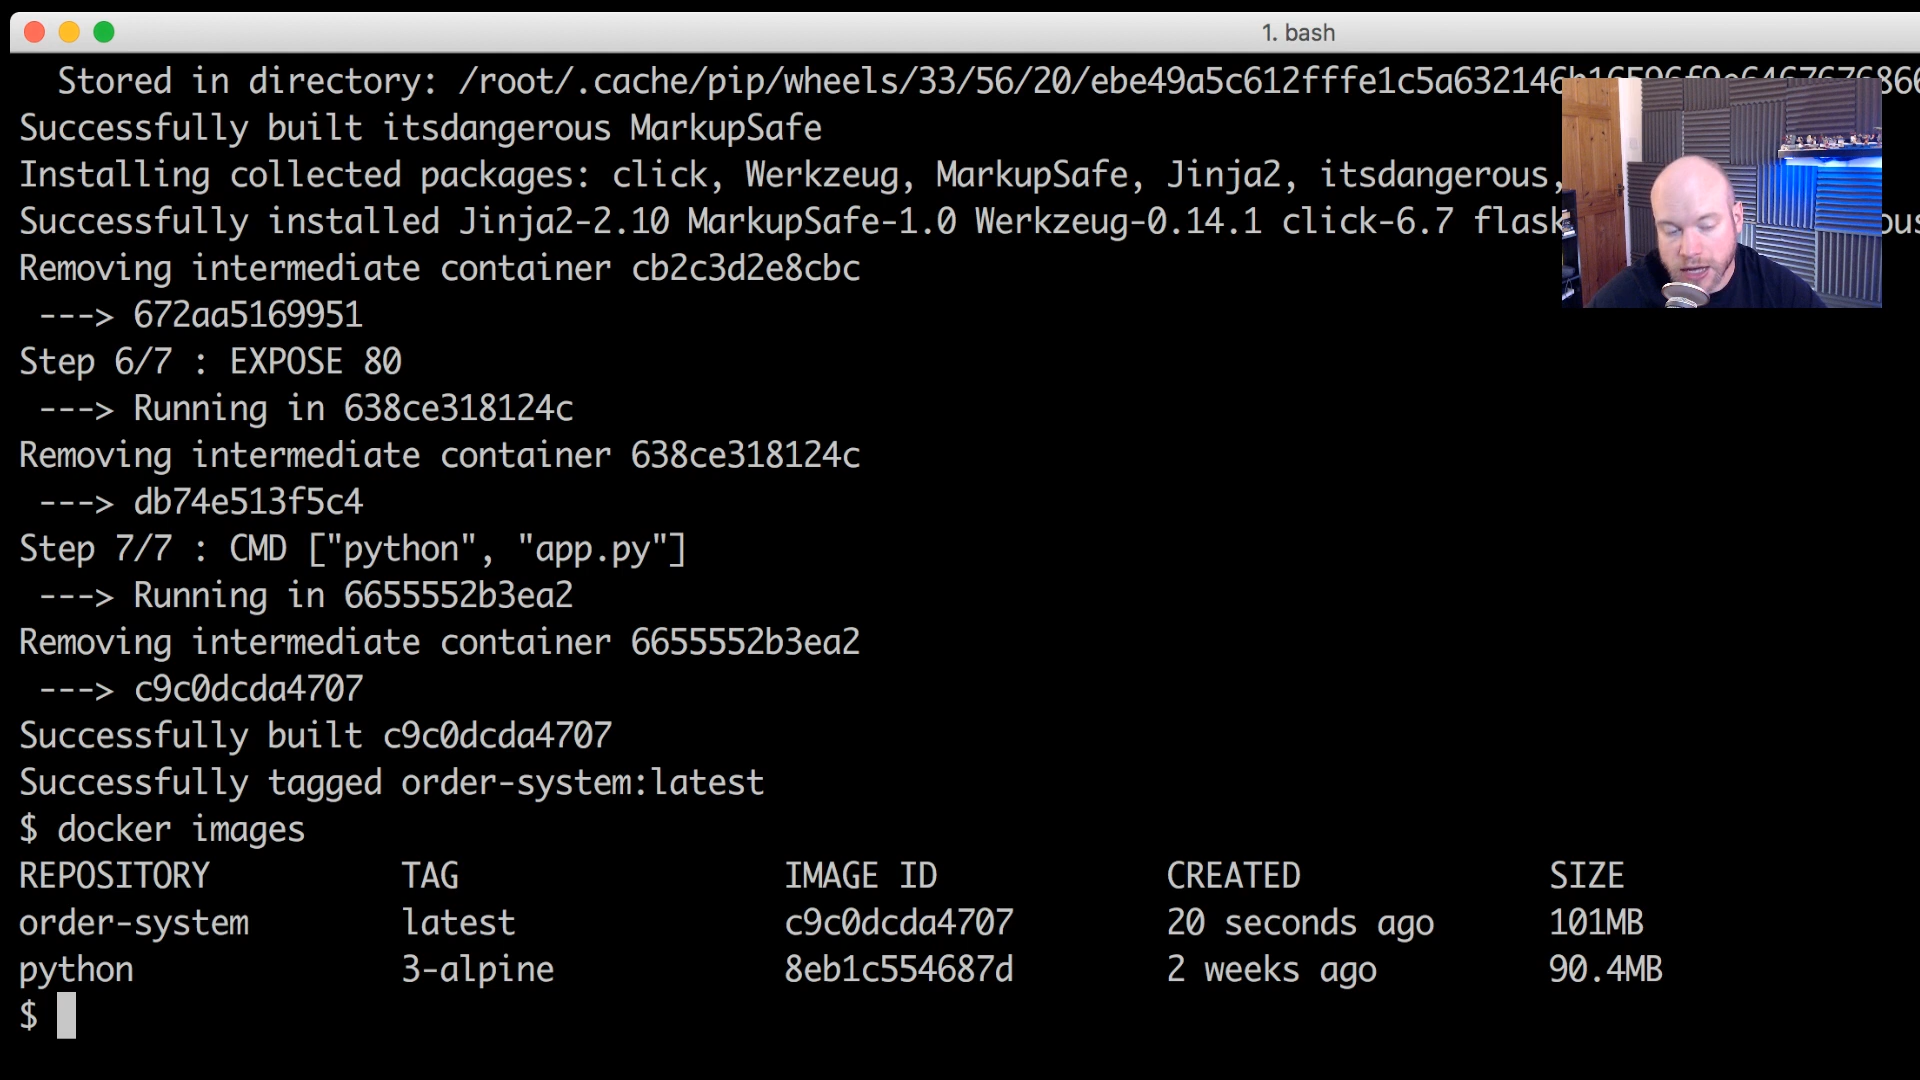 1. bash
Stored in directory: /root/.cache/pip/wheels/33/56/20/ebe49a5c612fffe1c5a632146
Successfully built itsdangerous MarkupSafe
Installing collected packages: click, Werkzeug, MarkupSafe, Jinja2, itsdangerous,
Successfully installed Jinja2-2.10 MarkupSafe-1.0 Werkzeug-0.14.1 click-6.7 flask
Removing intermediate container cb2c3d2e8cbc
---> 672aa5169951
Step 6/7 : EXPOSE 80
---> Running in 638ce318124c
Removing intermediate container 638ce318124c
---> db74e513f5c4
Step 7/7 : CMD ["python", "app.py"]
---> Running in 6655552b3ea2
Removing intermediate container 6655552b3ea2
---> c9c0dcda4707
Successfully built c9c0dcda4707
Successfully tagged order-system:latest
$ docker images
REPOSITORY TAG IMAGE ID CREATED SIZE
order-system latest c9c0dcda4707 20 seconds ago 101MB
python 3-alpine 8eb1c554687d 2 weeks ago 90.4MB
$